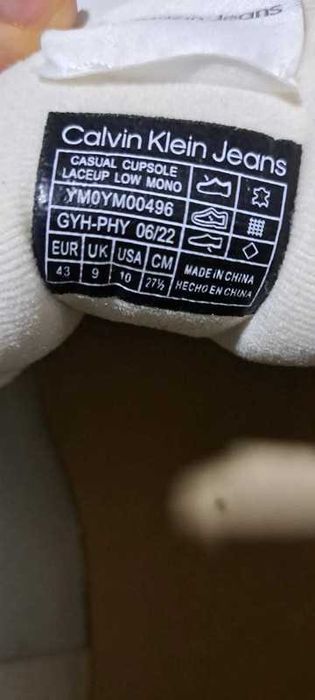 Calvin Klein Jeans
CASUAL CUPSOLE
LACEUP LOW MONO
YM0YM00496
GYH-PHY 06/22
EUR UK USA CM
43 9 10 27½
MADE IN CHINA
HECHO EN CHINA